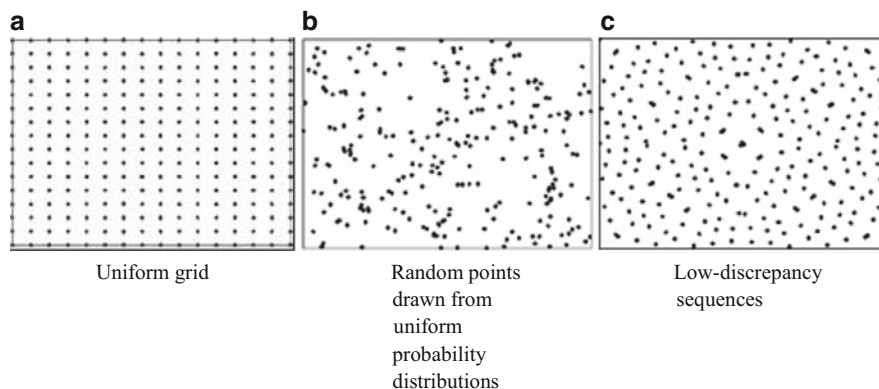 a
b
c
Uniform grid
Random points
drawn from
uniform
probability
distributions
Low-discrepancy
sequences